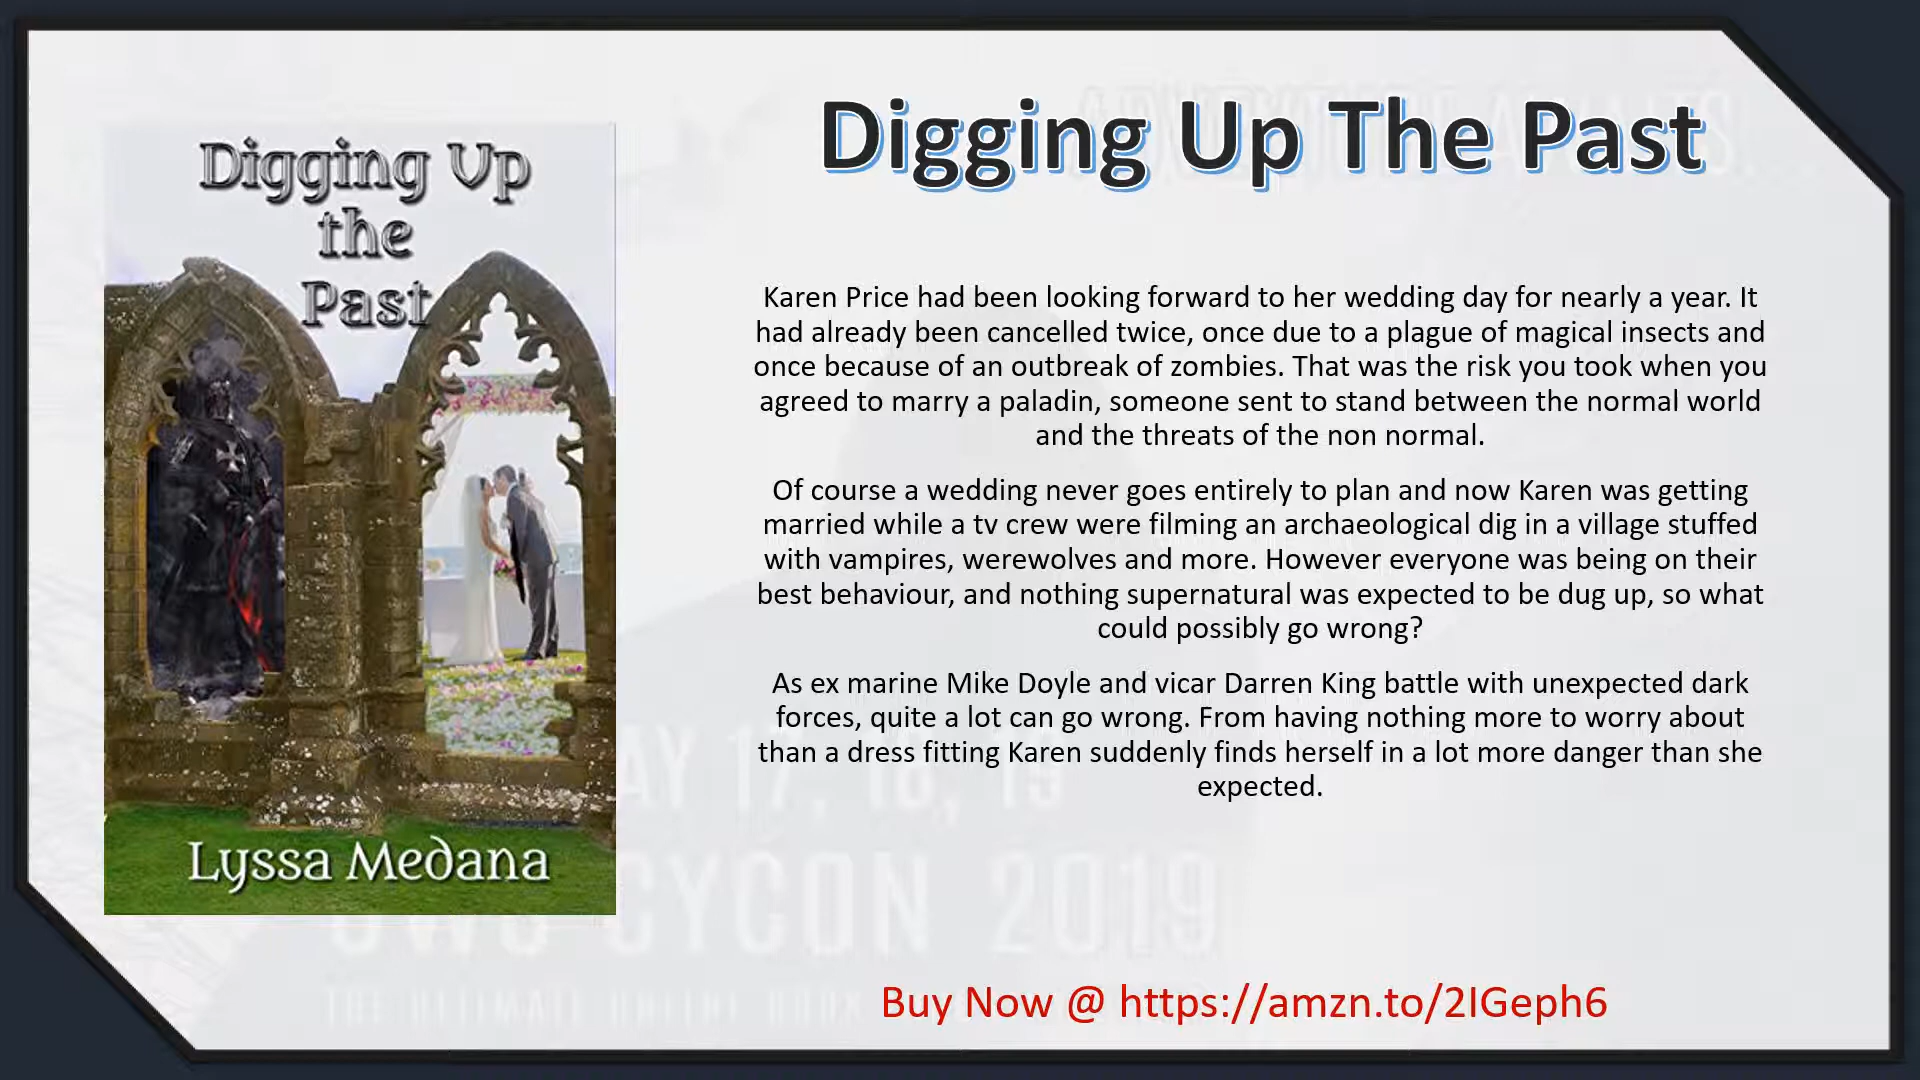 Digging Up
the
Past
Lyssa Medana
Digging Up The Past
Karen Price had been looking forward to her wedding day for nearly a year. It
had already been cancelled twice, once due to a plague of magical insects and
once because of an outbreak of zombies. That was the risk you took when you
agreed to marry a paladin, someone sent to stand between the normal world
and the threats of the non normal.
Of course a wedding never goes entirely to plan and now Karen was getting
married while a tv crew were filming an archaeological dig in a village stuffed
with vampires, werewolves and more. However everyone was being on their
best behaviour, and nothing supernatural was expected to be dug up, so what
could possibly go wrong?
As ex marine Mike Doyle and vicar Darren King battle with unexpected dark
forces, quite a lot can go wrong. From having nothing more to worry about
than a dress fitting Karen suddenly finds herself in a lot more danger than she
expected.
AY 17, 18, 19
CYCON 2019
Buy Now @ https://amzn.to/2IGeph6